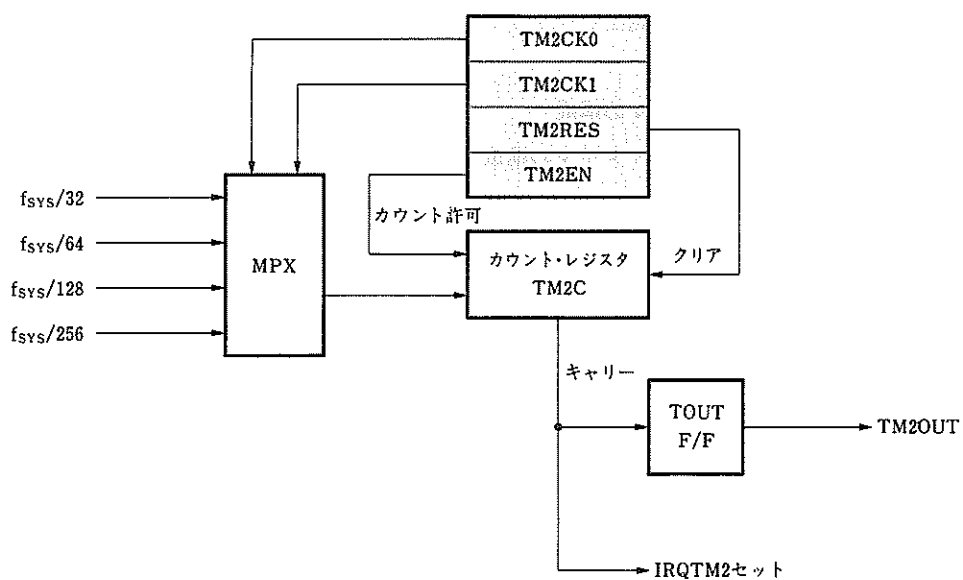 TM2CK0
TM2CK1
TM2RES
TM2EN
fSYS/32
fSYS/64
fSYS/128
fSYS/256
MPX
カウント許可
カウント・レジスタ
TM2C
クリア
キャリー
TOUT
F/F
TM2OUT
IRQTM2セット